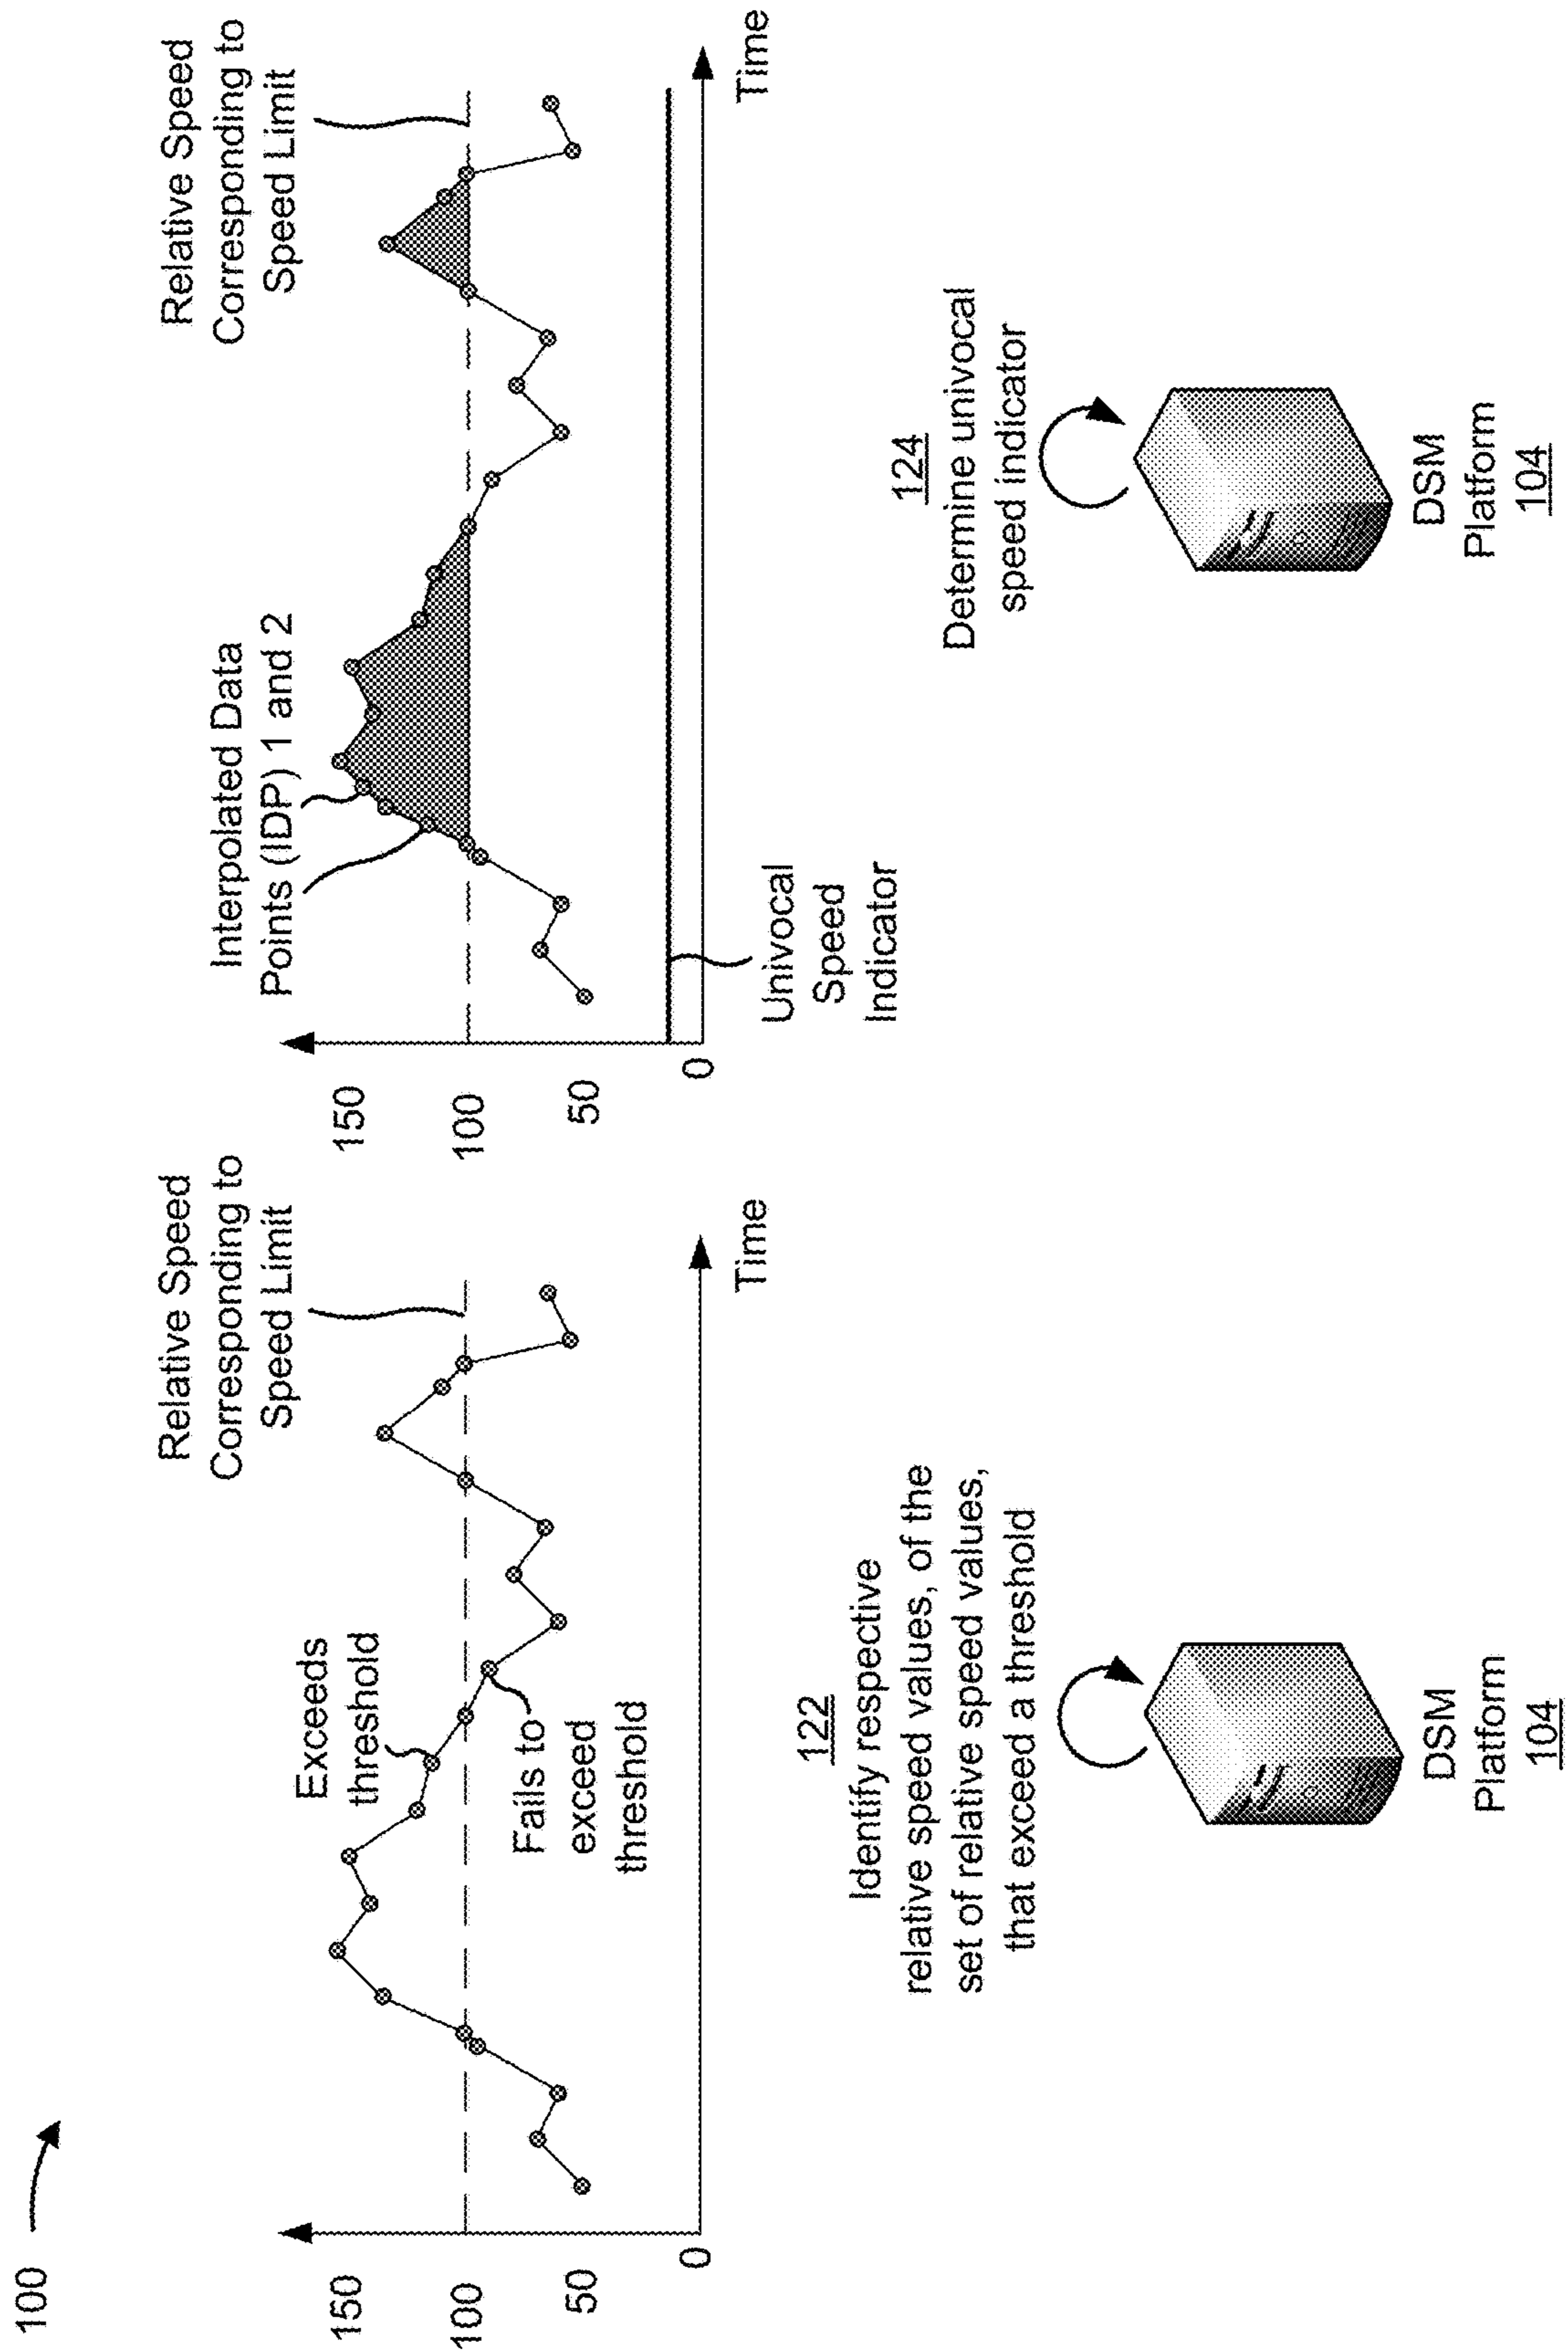 100
150
100
50
0
Exceeds
threshold
Fails to
exceed
threshold
Relative Speed
Corresponding to
Speed Limit
Time
122
Identify respective
relative speed values, of the
set of relative speed values,
that exceed a threshold
DSM
Platform
104
150
100
50
0
Interpolated Data
Points (IDP) 1 and 2
Relative Speed
Corresponding to
Speed Limit
Univocal
Speed
Indicator
Time
124
Determine univocal
speed indicator
DSM
Platform
104